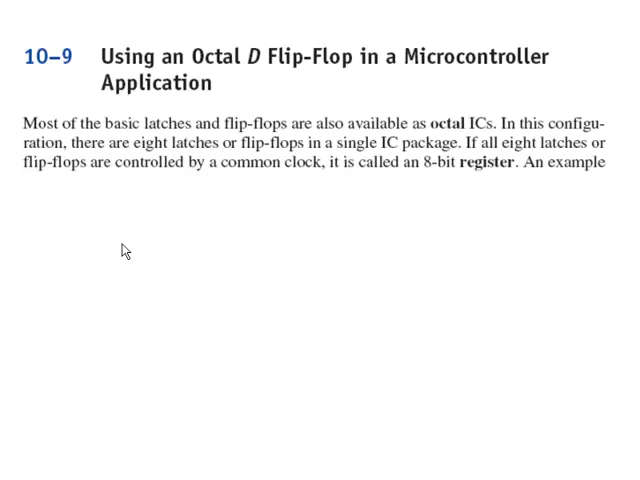 10–9 Using an Octal D Flip-Flop in a Microcontroller
Application
Most of the basic latches and flip-flops are also available as octal ICs. In this configu-
ration, there are eight latches or flip-flops in a single IC package. If all eight latches or
flip-flops are controlled by a common clock, it is called an 8-bit register. An example